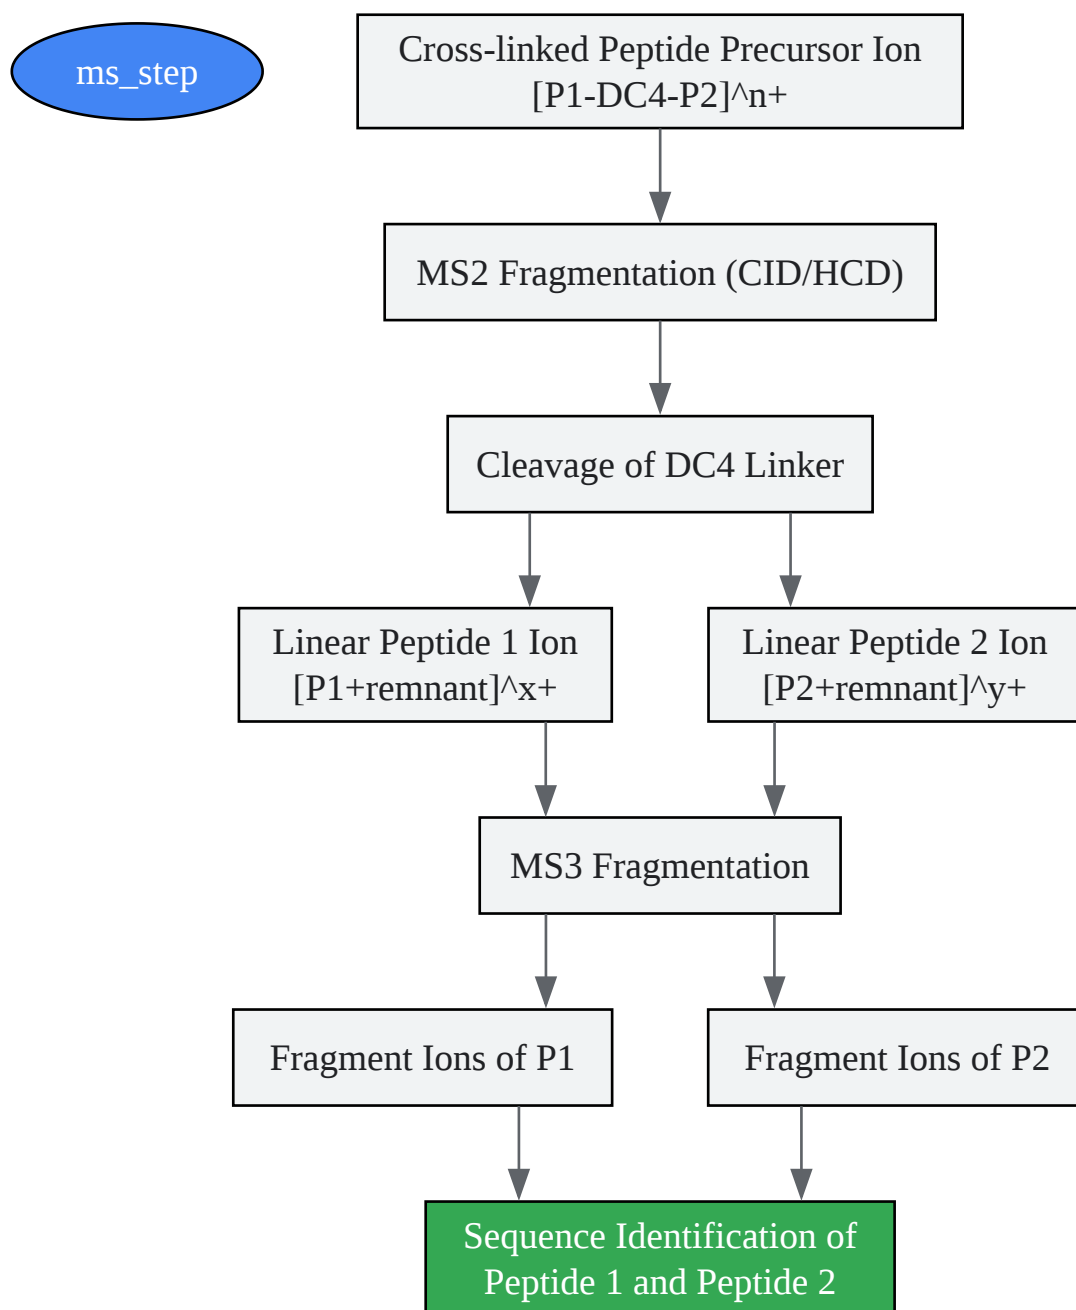 ms_step
Cross-linked Peptide Precursor Ion
[P1-DC4-P2]^n+
MS2 Fragmentation (CID/HCD)
Cleavage of DC4 Linker
Linear Peptide 1 Ion
[P1+remnant]^x+
Linear Peptide 2 Ion
[P2+remnant]^y+
MS3 Fragmentation
Fragment Ions of P1
Fragment Ions of P2
Sequence Identification of
Peptide 1 and Peptide 2